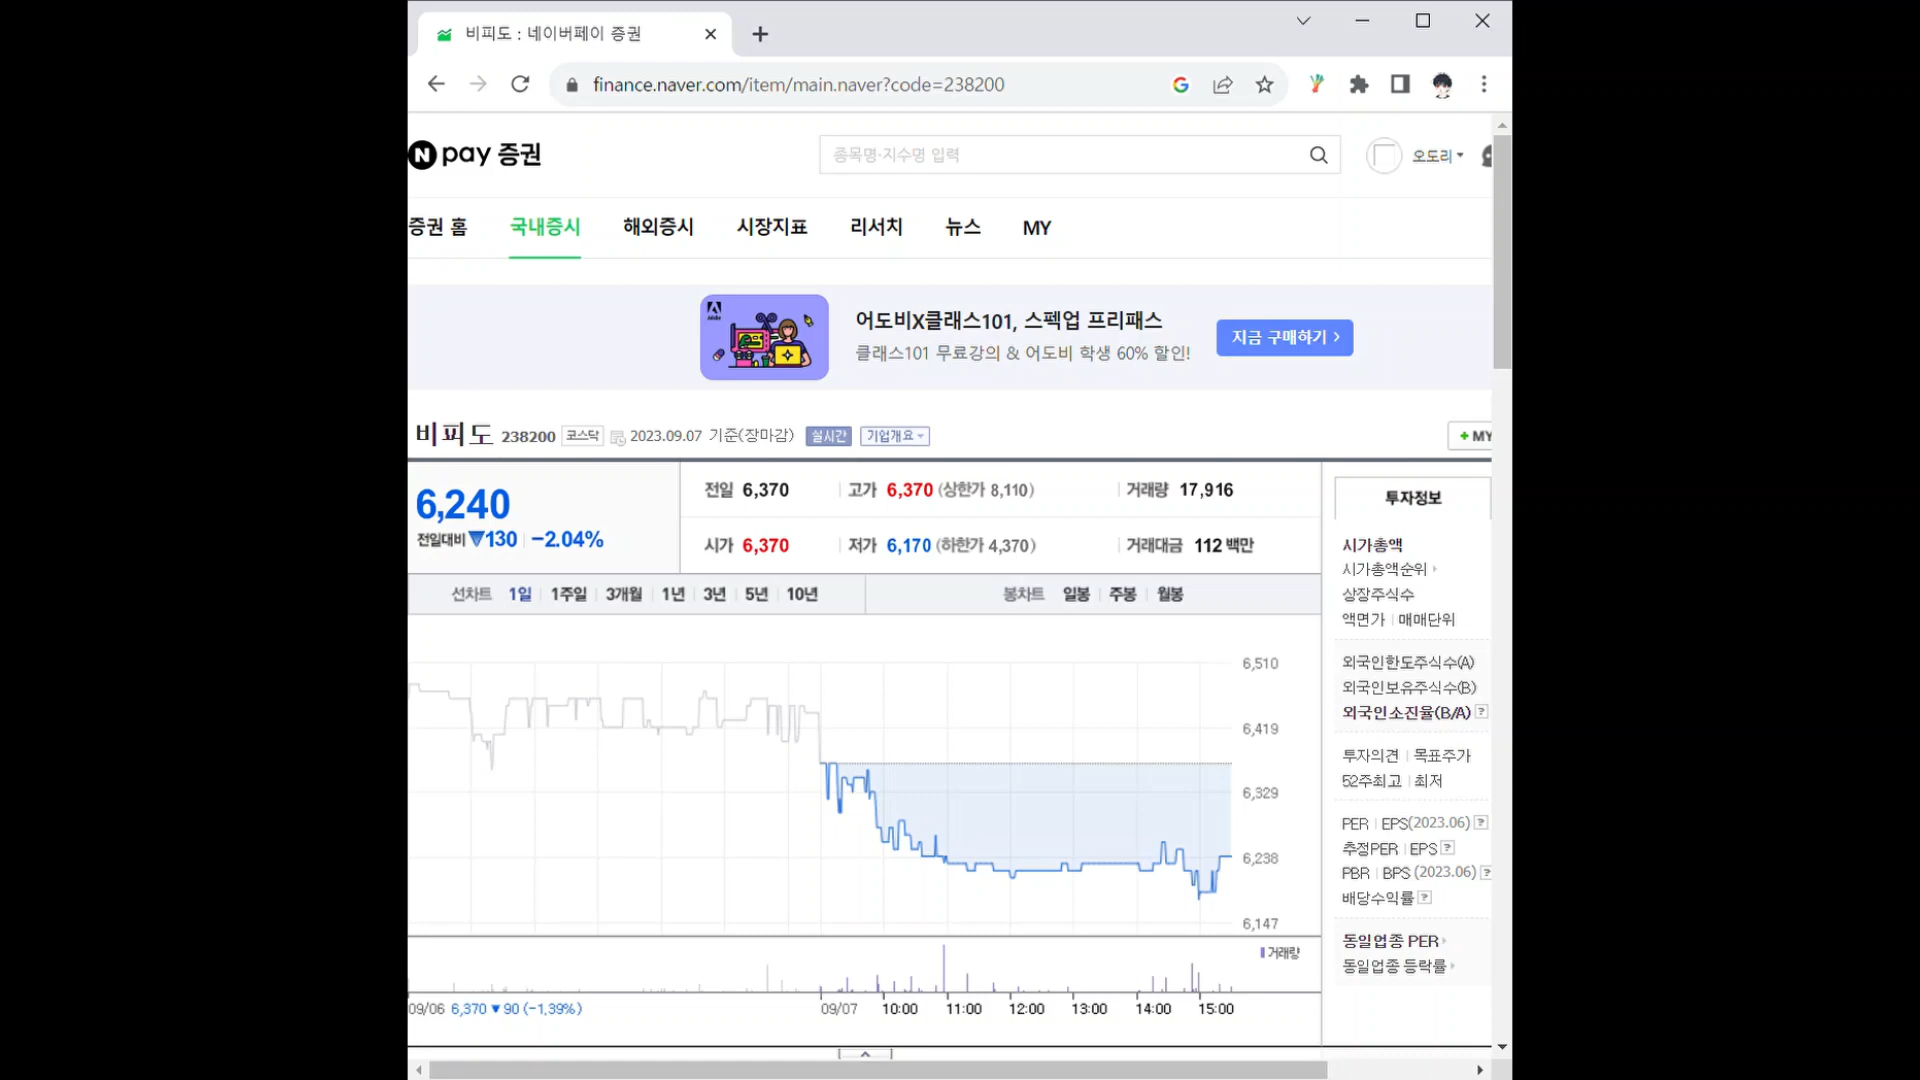 비피도 : 네이버페이 증권
finance.naver.com/item/main.naver?code=238200
N pay 증권
종목명·지수명 입력
오도리
증권 홈 국내증시 해외증시 시장지표 리서치 뉴스 MY
어도비X클래스101, 스펙업 프리패스
클래스101 무료강의 & 어도비 학생 60% 할인!
지금 구매하기
Adobe
비피도 238200 코스닥 2023.09.07 기준(장마감) 실시간 기업개요
+ MY
6,240
전일대비 ▼130 -2.04%
전일 6,370 고가 6,370 (상한가 8,110) 거래량 17,916
시가 6,370 저가 6,170 (하한가 4,370) 거래대금 112 백만
선차트 1일 1주일 3개월 1년 3년 5년 10년 봉차트 일봉 주봉 월봉
6,510
6,419
6,329
6,238
6,147
거래량
09/06 6,370 ▼ 90 (-1.39%)
09/07 10:00 11:00 12:00 13:00 14:00 15:00
투자정보
시가총액
시가총액순위
상장주식수
액면가 매매단위
외국인한도주식수(A)
외국인보유주식수(B)
외국인소진율(B/A) ?
투자의견 목표주가
52주최고 최저
PER EPS(2023.06) ?
추정PER EPS ?
PBR BPS (2023.06) ?
배당수익률 ?
동일업종 PER
동일업종 등락률